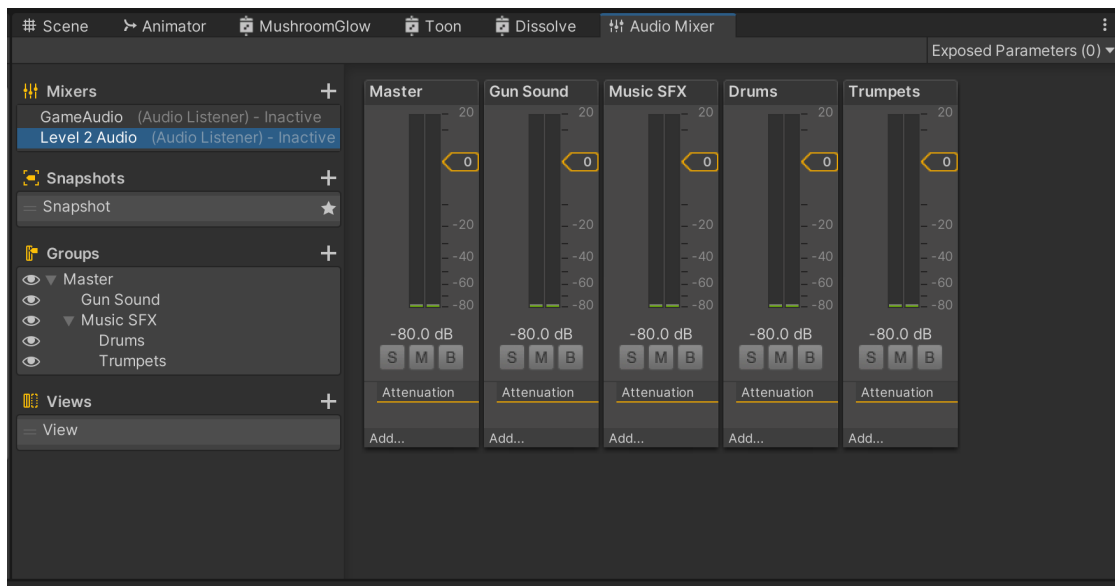 Scene Animator MushroomGlow Toon Dissolve Audio Mixer
Exposed Parameters (0)
Mixers
GameAudio (Audio Listener) - Inactive
Level 2 Audio (Audio Listener) - Inactive
Snapshots
Snapshot
Groups
Master
Gun Sound
Music SFX
Drums
Trumpets
Views
View
Master Gun Sound Music SFX Drums Trumpets
20 20 20 20 20
0 0 0 0 0
-20 -20 -20 -20 -20
-40 -40 -40 -40 -40
-60 -60 -60 -60 -60
-80 -80 -80 -80 -80
-80.0 dB -80.0 dB -80.0 dB -80.0 dB -80.0 dB
S M B S M B S M B S M B S M B
Attenuation Attenuation Attenuation Attenuation Attenuation
Add... Add... Add... Add... Add...